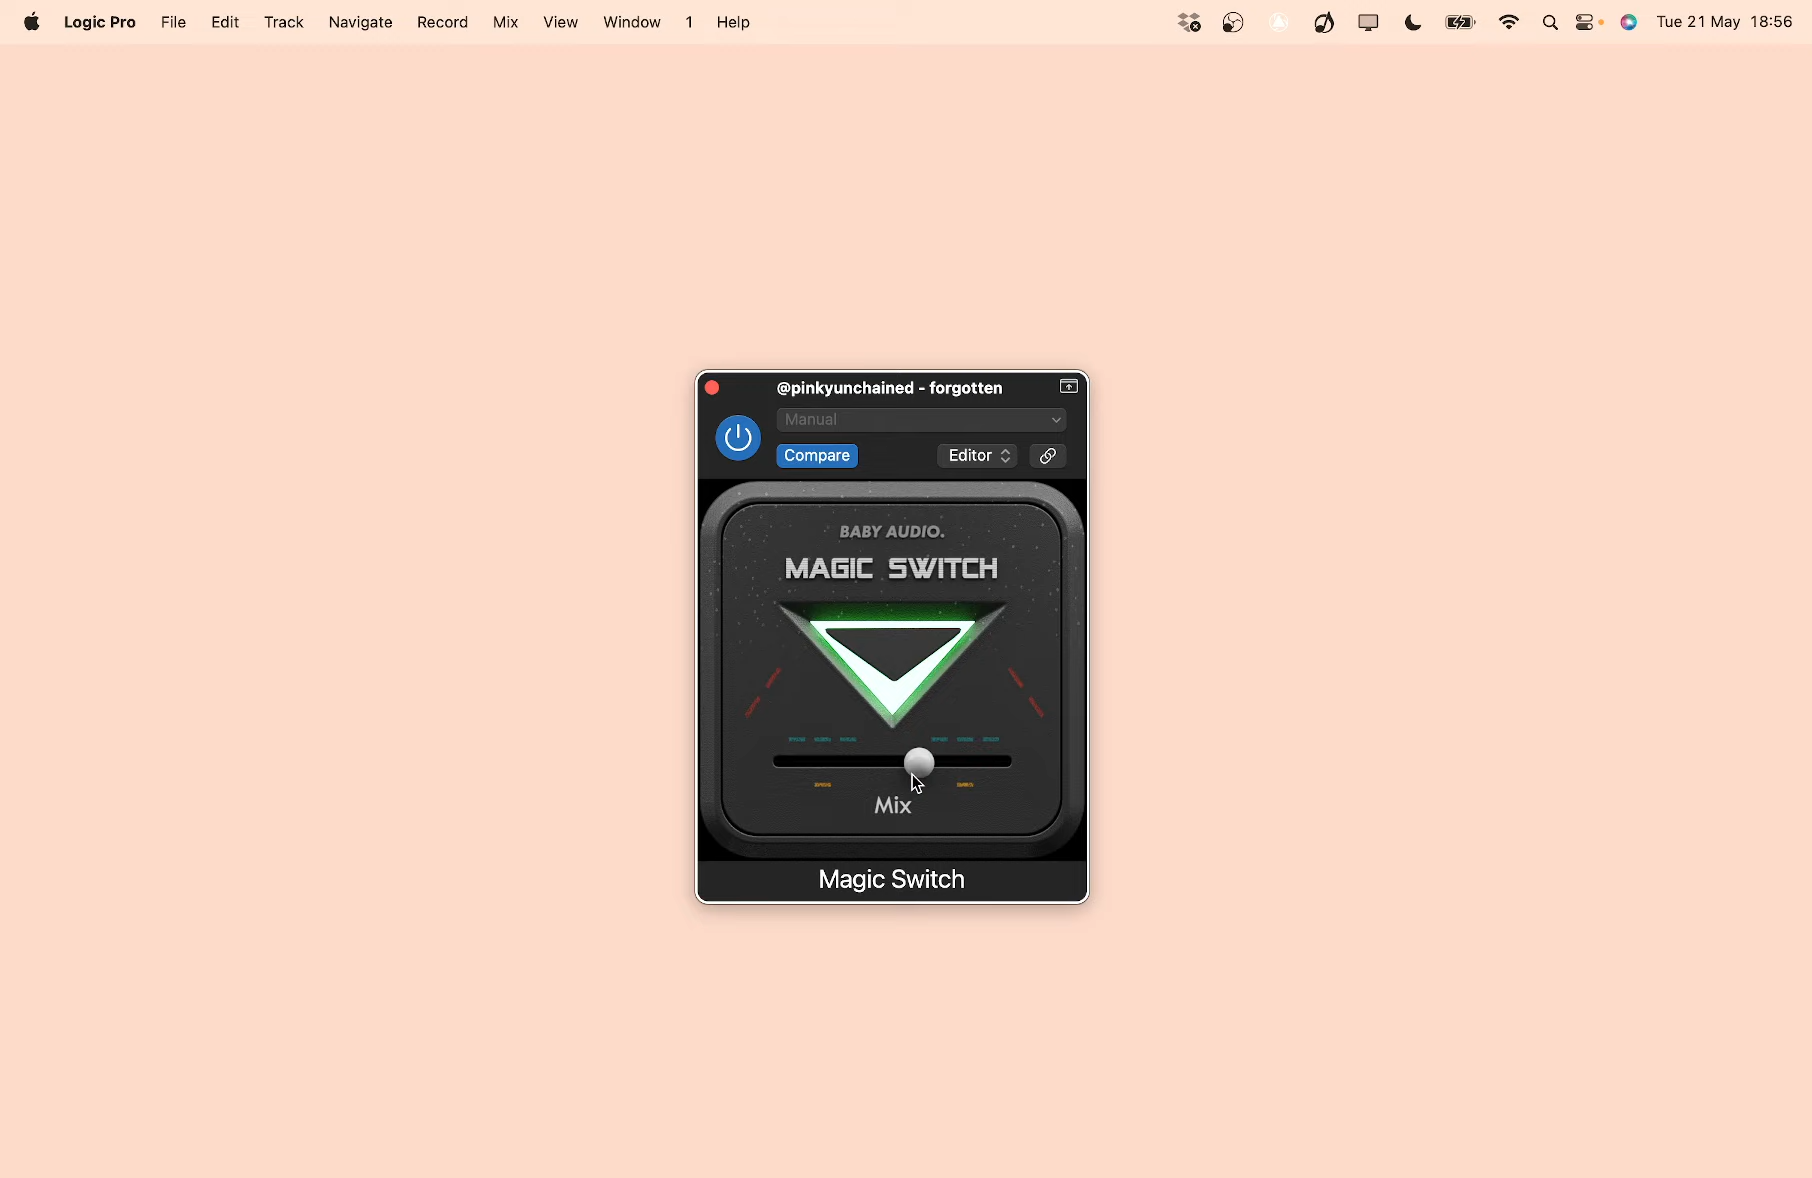 Logic Pro File Edit Track Navigate Record Mix View Window 1 Help Tue 21 May 18:56
@pinkyunchained - forgotten
Manual
Compare Editor
BABY AUDIO.
MAGIC SWITCH
Mix
Magic Switch